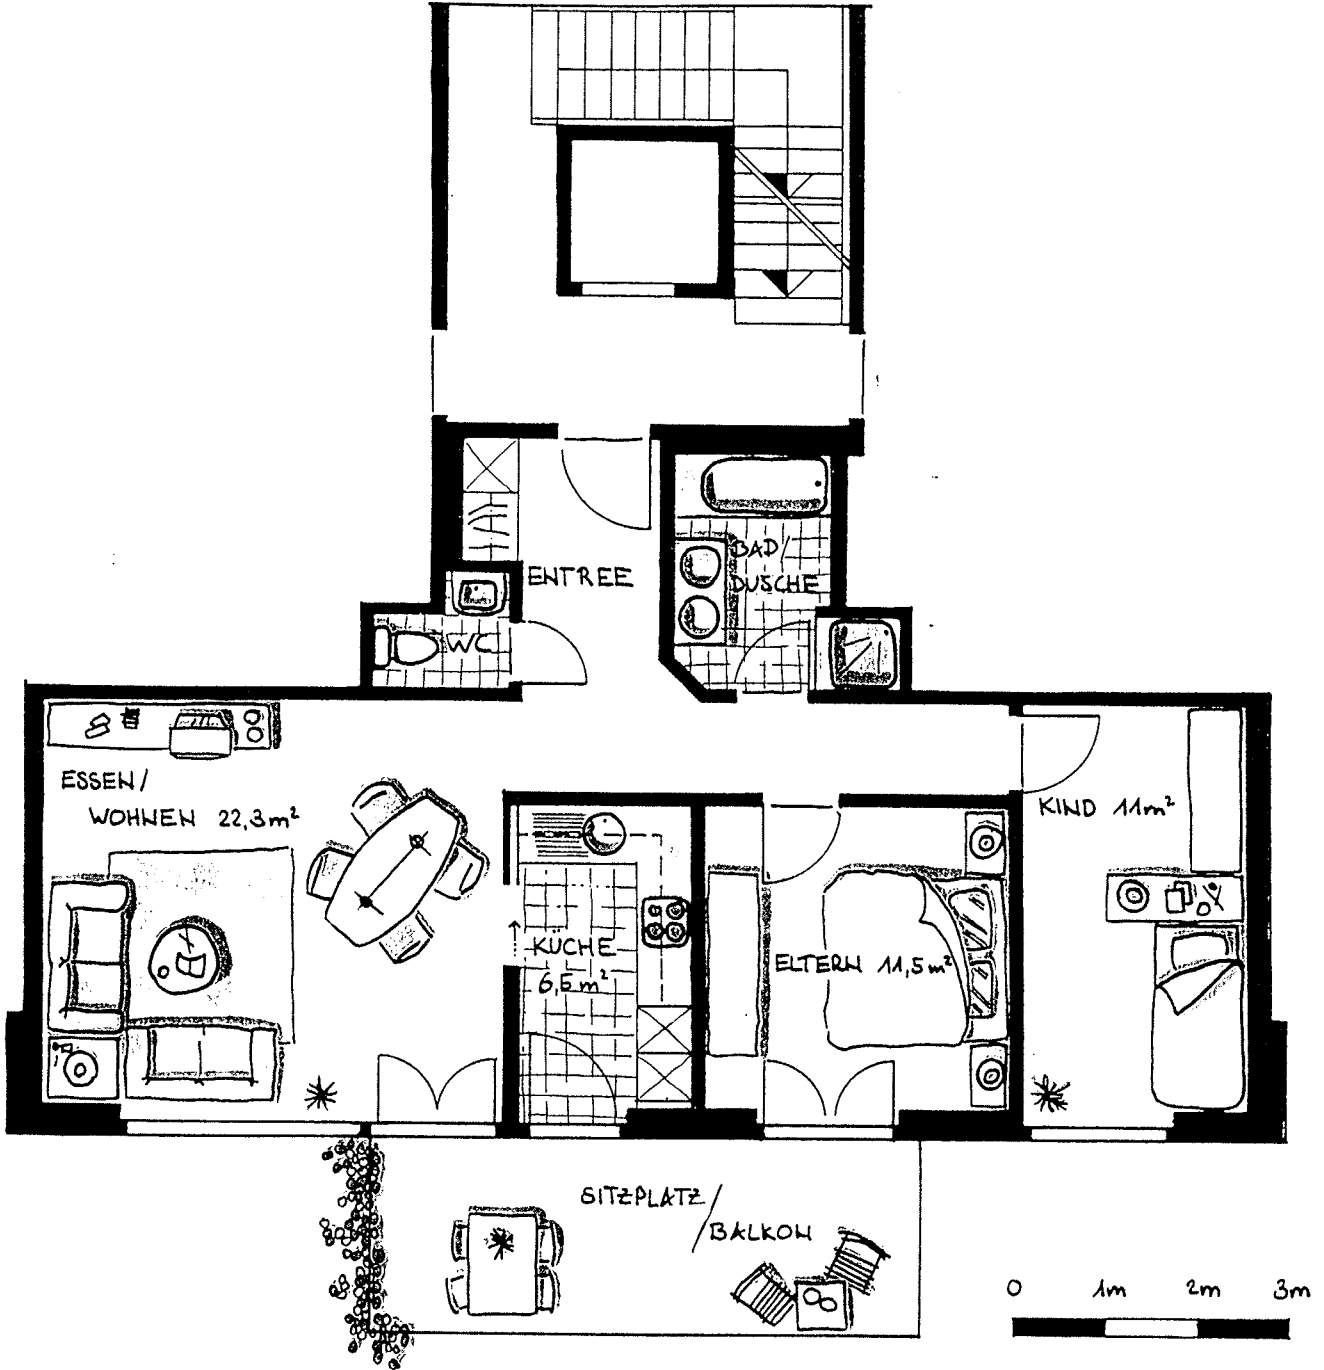 BAD/
DUSCHE
ENTREE
WC
ESSEN/
WOHNEN 22,3m²
KIND 11m²
KÜCHE
6,5m²
ELTERN 11,5m²
SITZPLATZ/
BALKON
0 1m 2m 3m